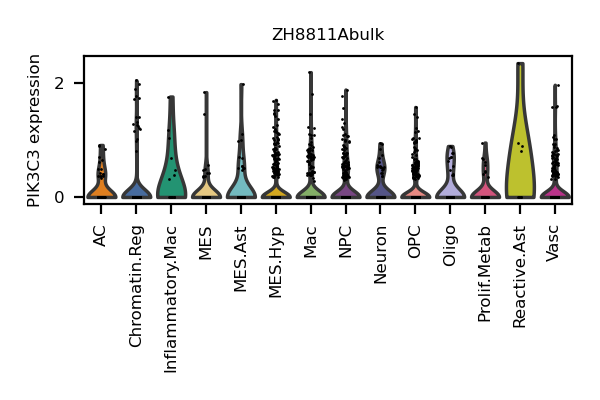 ZH8811Abulk
PIK3C3 expression
2
0
AC
Chromatin.Reg
Inflammatory.Mac
MES
MES.Ast
MES.Hyp
Mac
NPC
Neuron
OPC
Oligo
Prolif.Metab
Reactive.Ast
Vasc